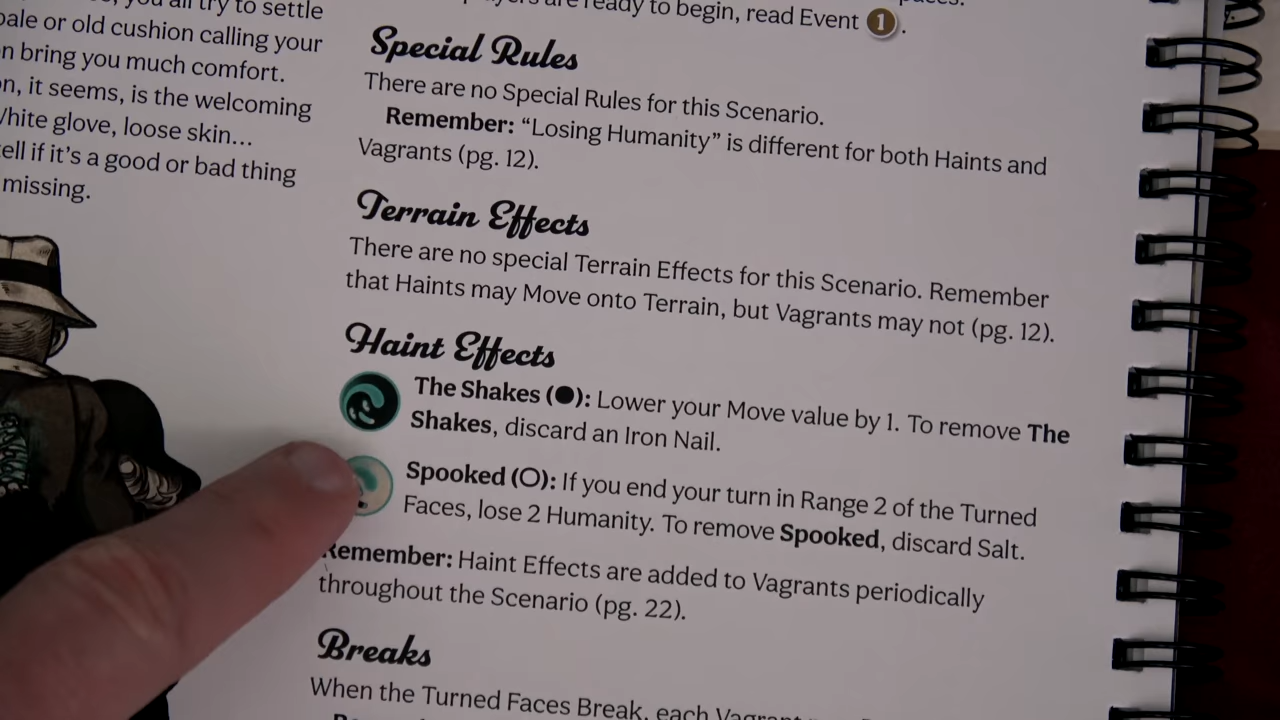 you all try to settle
or old cushion calling your
bring you much comfort.
it seems, is the welcoming
White glove, loose skin...
tell if it's a good or bad thing
missing.
are ready to begin, read Event 1.
Special Rules
There are no Special Rules for this Scenario.
Remember: “Losing Humanity” is different for both Haints and
Vagrants (pg. 12).
Terrain Effects
There are no special Terrain Effects for this Scenario. Remember
that Haints may Move onto Terrain, but Vagrants may not (pg. 12).
Haint Effects
The Shakes (●): Lower your Move value by 1. To remove The
Shakes, discard an Iron Nail.
Spooked (○): If you end your turn in Range 2 of the Turned
Faces, lose 2 Humanity. To remove Spooked, discard Salt.
Remember: Haint Effects are added to Vagrants periodically
throughout the Scenario (pg. 22).
Breaks
When the Turned Faces Break, each